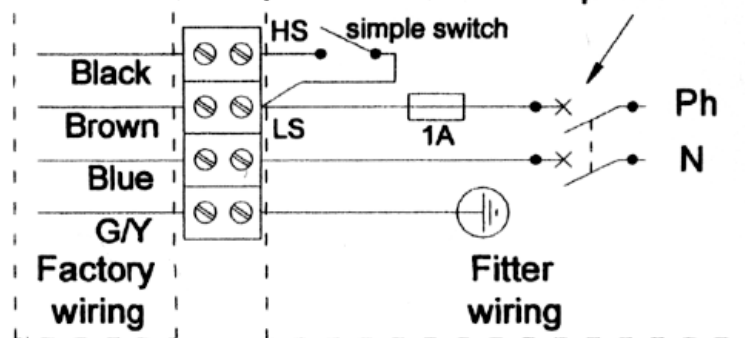 HS simple switch
Black
Brown LS 1A Ph
Blue N
G/Y
Factory wiring
Fitter wiring